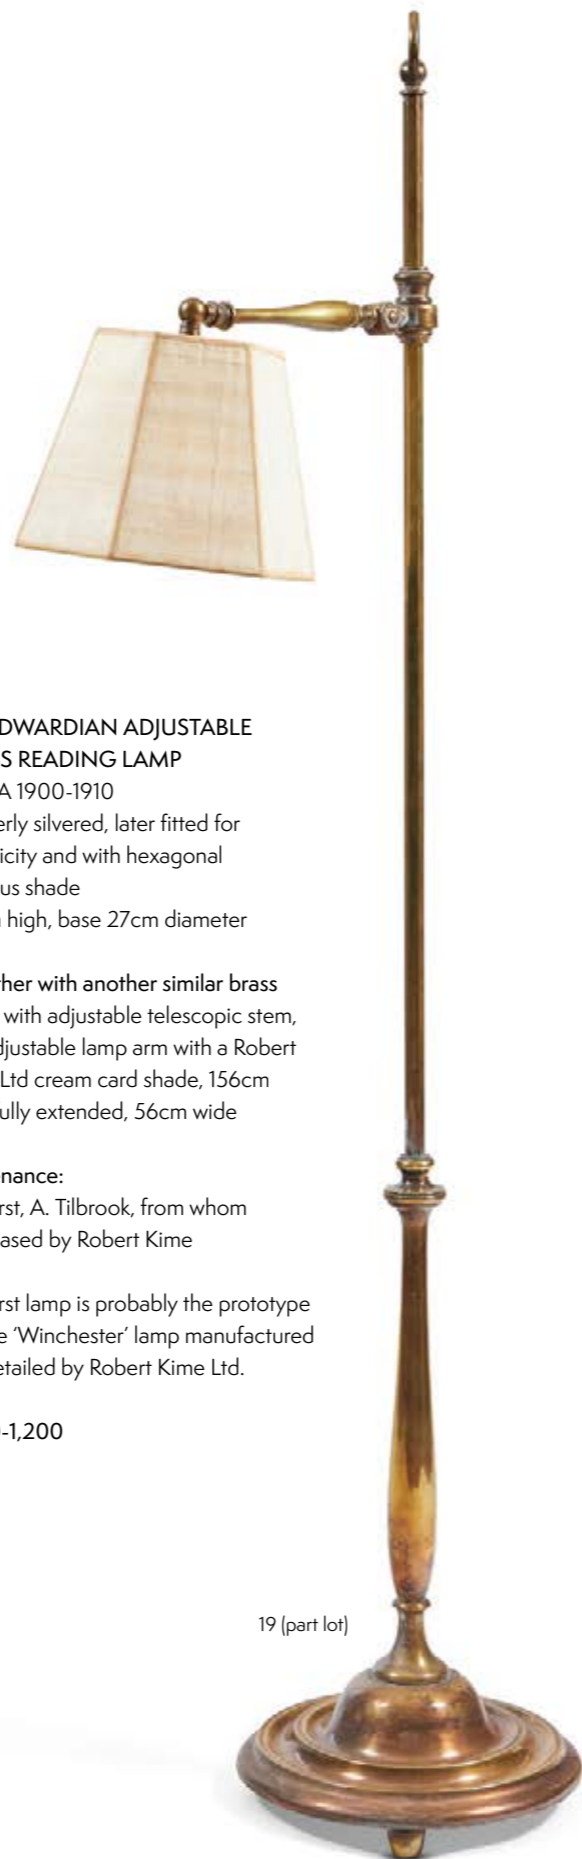 DWARDIAN ADJUSTABLE
S READING LAMP
A 1900-1910
erly silvered, later fitted for
icity and with hexagonal
us shade
high, base 27cm diameter
ther with another similar brass
with adjustable telescopic stem,
djustable lamp arm with a Robert
Ltd cream card shade, 156cm
ully extended, 56cm wide
nance:
rst, A. Tilbrook, from whom
ased by Robert Kime
rst lamp is probably the prototype
e ‘Winchester’ lamp manufactured
etailed by Robert Kime Ltd.
-1,200
19 (part lot)